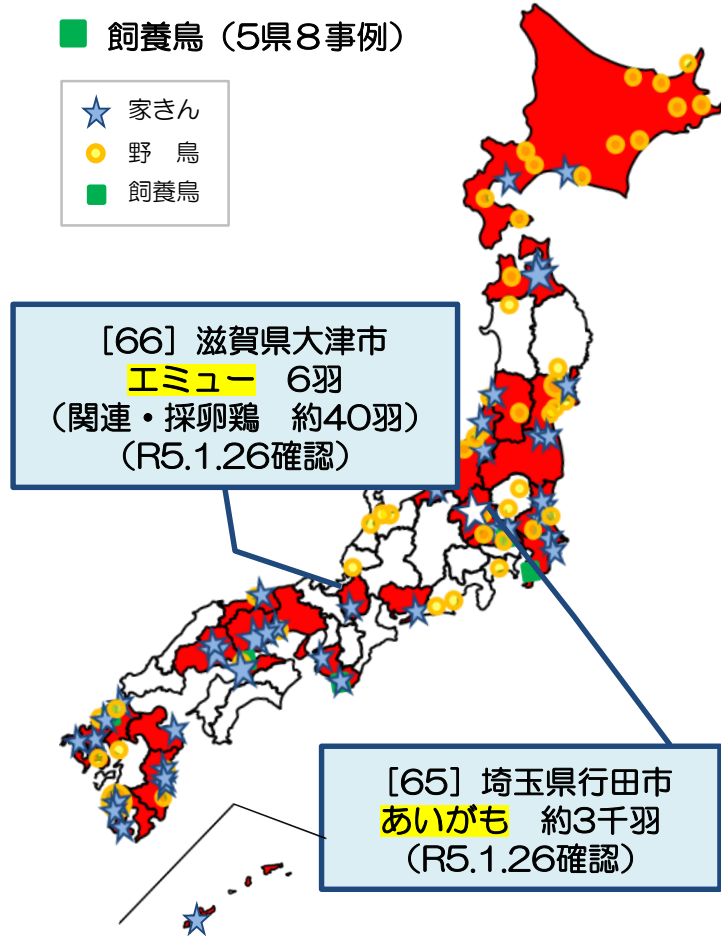 飼養鳥（5県8事例）
家きん
野　鳥
飼養鳥
［66］滋賀県大津市
エミュー　6羽
（関連・採卵鶏　約40羽）
（R5.1.26確認）
［65］埼玉県行田市
あいがも　約3千羽
（R5.1.26確認）